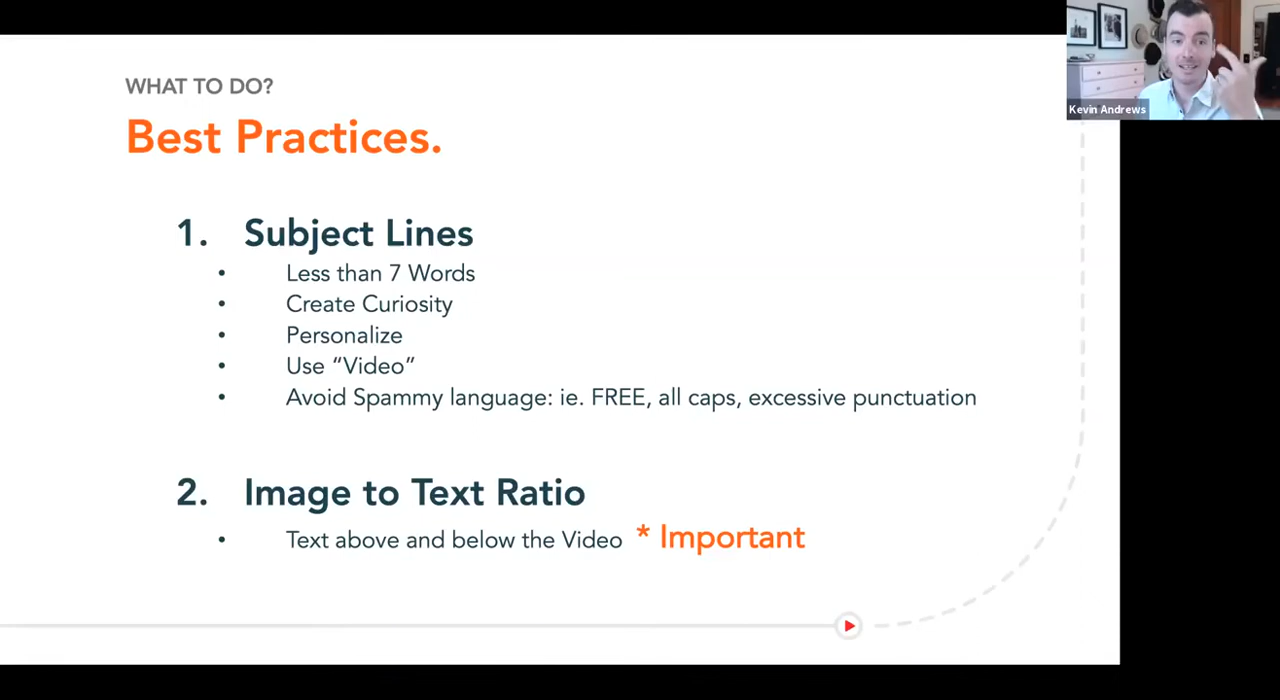 WHAT TO DO?
Best Practices.
1. Subject Lines
• Less than 7 Words
• Create Curiosity
• Personalize
• Use “Video”
• Avoid Spammy language: ie. FREE, all caps, excessive punctuation
2. Image to Text Ratio
• Text above and below the Video * Important
Kevin Andrews